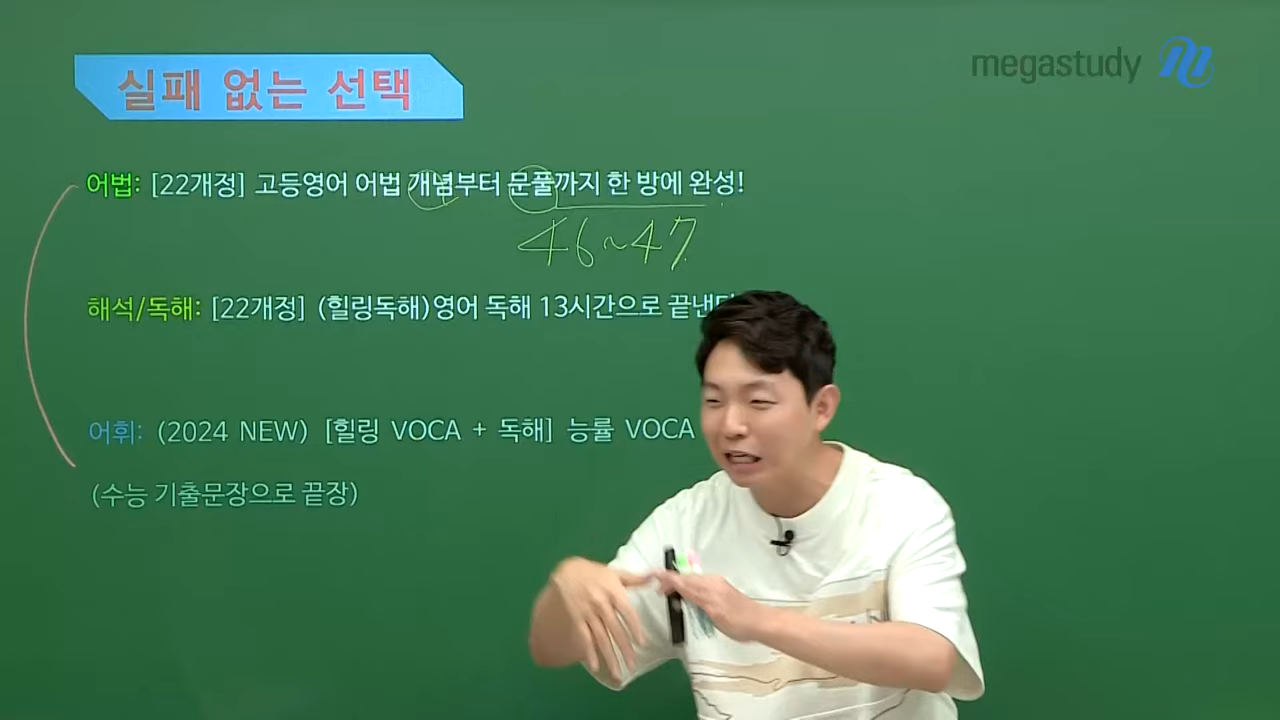 megastudy
실패 없는 선택
어법: [22개정] 고등영어 어법 개념부터 문풀까지 한 방에 완성!
46~47
해석/독해: [22개정] (힐링독해)영어 독해 13시간으로 끝낸
어휘: (2024 NEW) [힐링 VOCA + 독해] 능률 VOCA
(수능 기출문장으로 끝장)